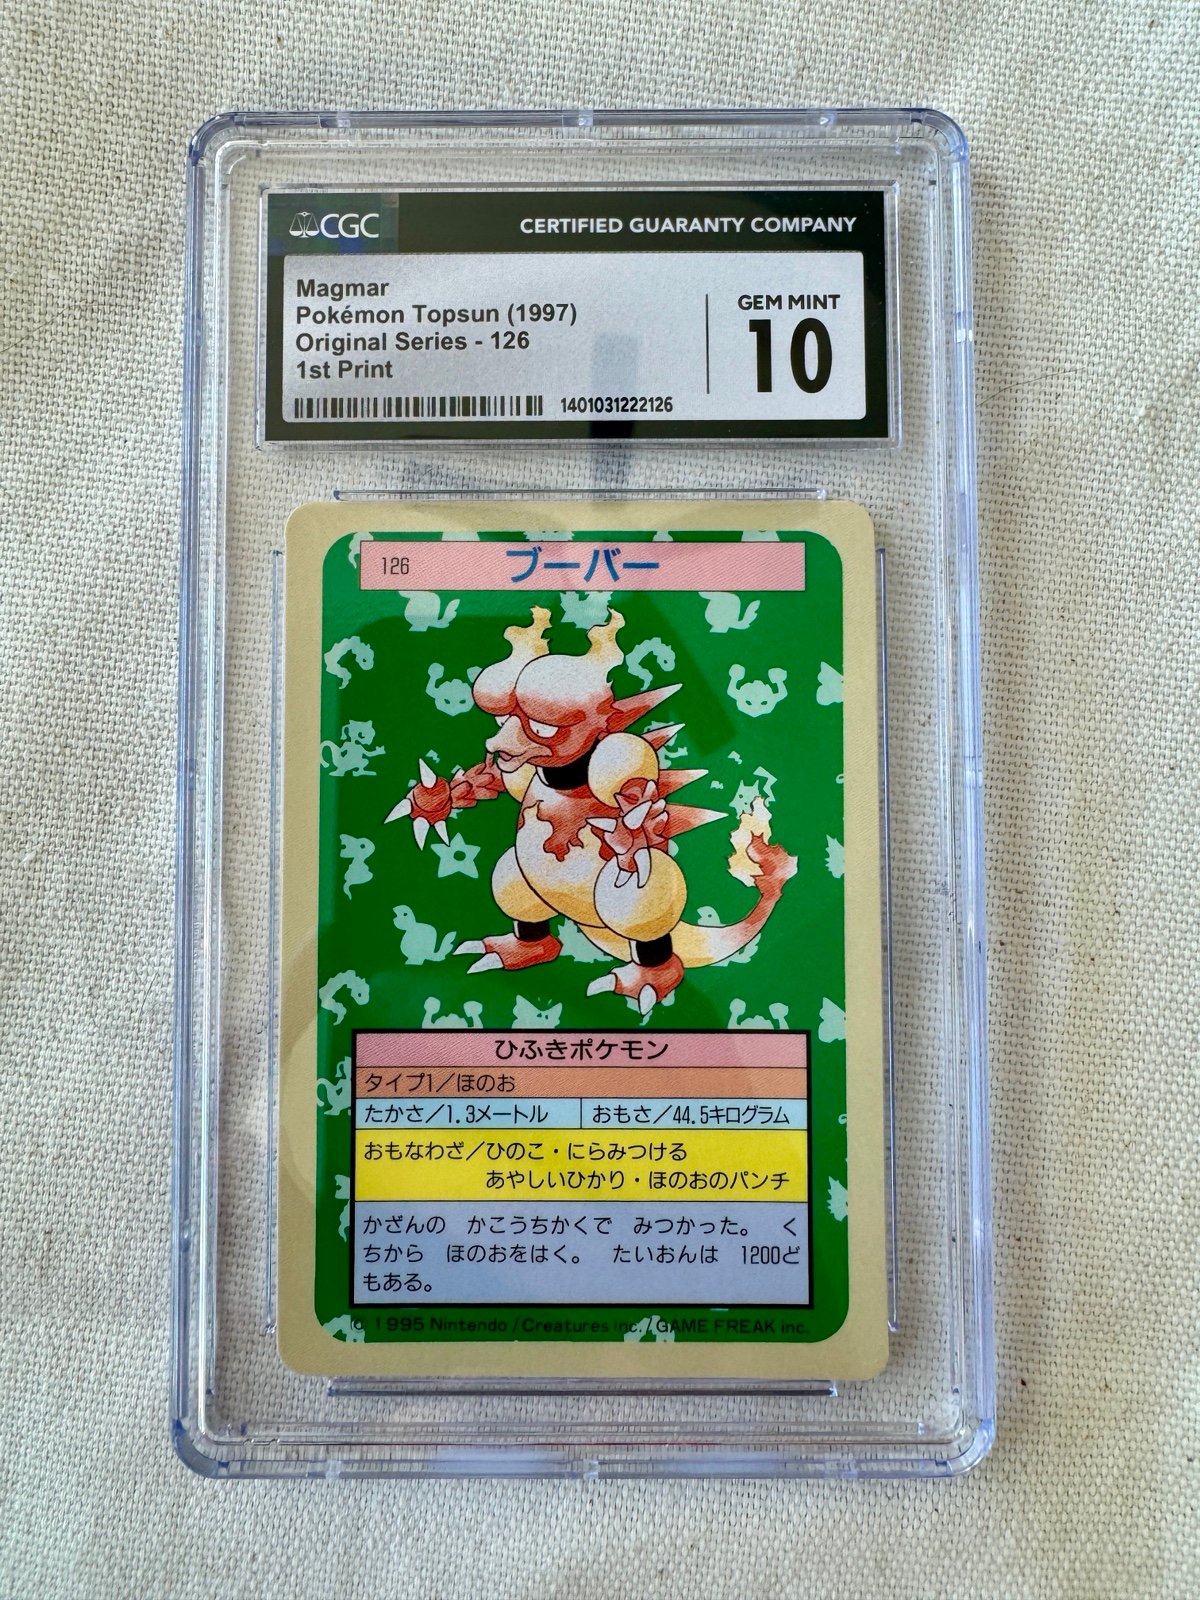 CGC
CERTIFIED GUARANTY COMPANY
Magmar
Pokémon Topsun (1997)
Original Series - 126
1st Print
GEM MINT
10
1401031222126
126
ブーバー
ひふきポケモン
タイプ1／ほのお
たかさ／1.3メートル
おもさ／44.5キログラム
おもなわざ／ひのこ・にらみつける
あやしいひかり・ほのおのパンチ
かざんの　かこうちかくで　みつかった。　く
ちから　ほのおをはく。　たいおんは　1200ど
もある。
© 1995 Nintendo / Creatures inc. / GAME FREAK inc.